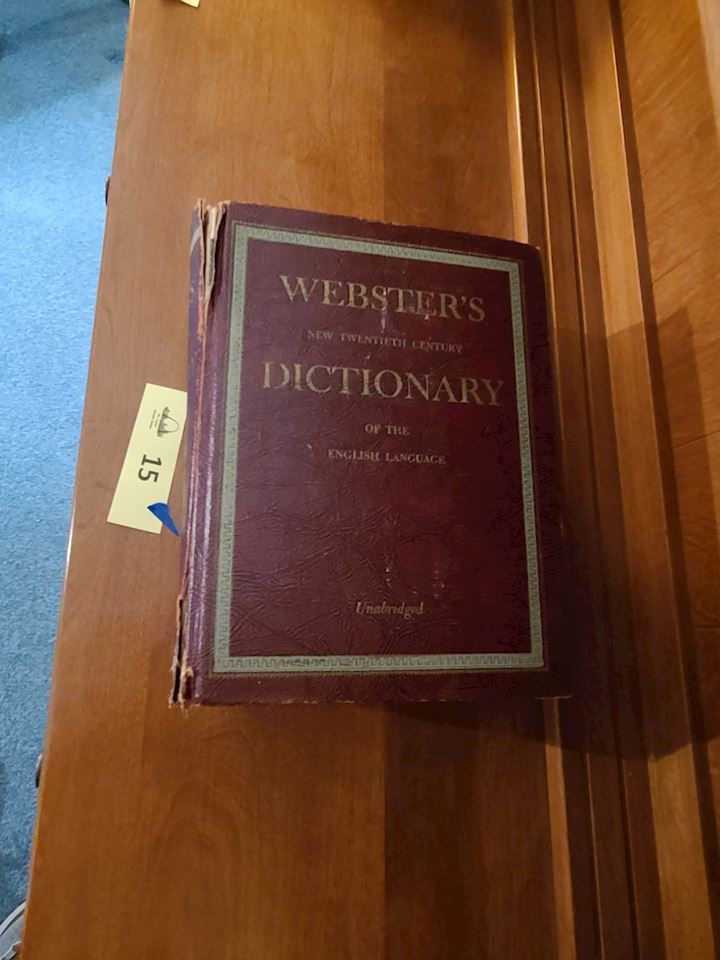 WEBSTER'S
NEW TWENTIETH CENTURY
DICTIONARY
OF THE
ENGLISH LANGUAGE
Unabridged
15